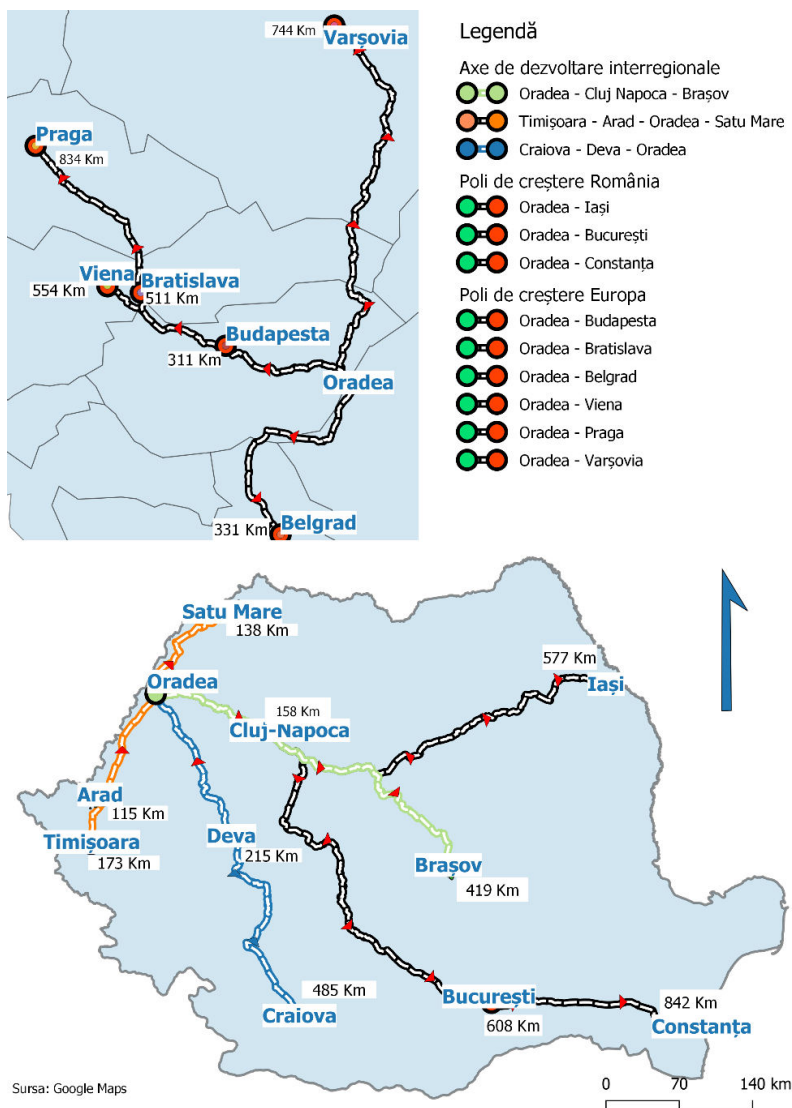 744 Km
Varșovia
Praga
834 Km
Viena
Bratislava
554 Km
511 Km
Budapesta
311 Km
Oradea
331 Km
Belgrad
Legendă
Axe de dezvoltare interregionale
Oradea - Cluj Napoca - Brașov
Timișoara - Arad - Oradea - Satu Mare
Craiova - Deva - Oradea
Poli de creștere România
Oradea - Iași
Oradea - București
Oradea - Constanța
Poli de creștere Europa
Oradea - Budapesta
Oradea - Bratislava
Oradea - Belgrad
Oradea - Viena
Oradea - Praga
Oradea - Varșovia
Satu Mare
138 Km
Oradea
577 Km
Iași
158 Km
Cluj-Napoca
Arad
115 Km
Timișoara
173 Km
Deva
215 Km
Brașov
419 Km
485 Km
Craiova
București
608 Km
842 Km
Constanța
Sursa: Google Maps
0 70 140 km